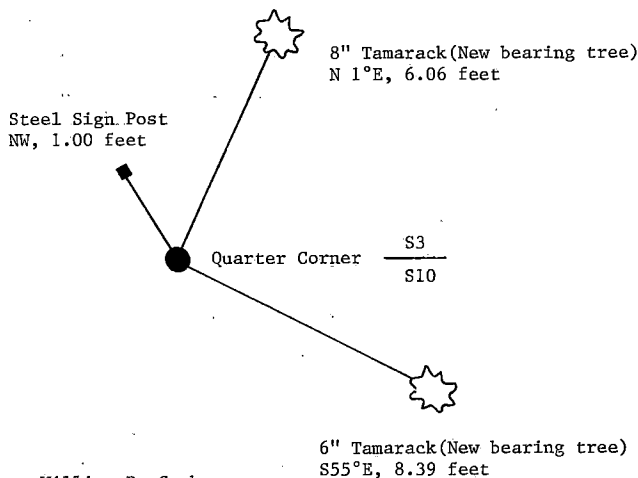 8" Tamarack(New bearing tree)
N 1°E, 6.06 feet
Steel Sign Post
NW, 1.00 feet
Quarter Corner
S3
S10
6" Tamarack(New bearing tree)
S55°E, 8.39 feet